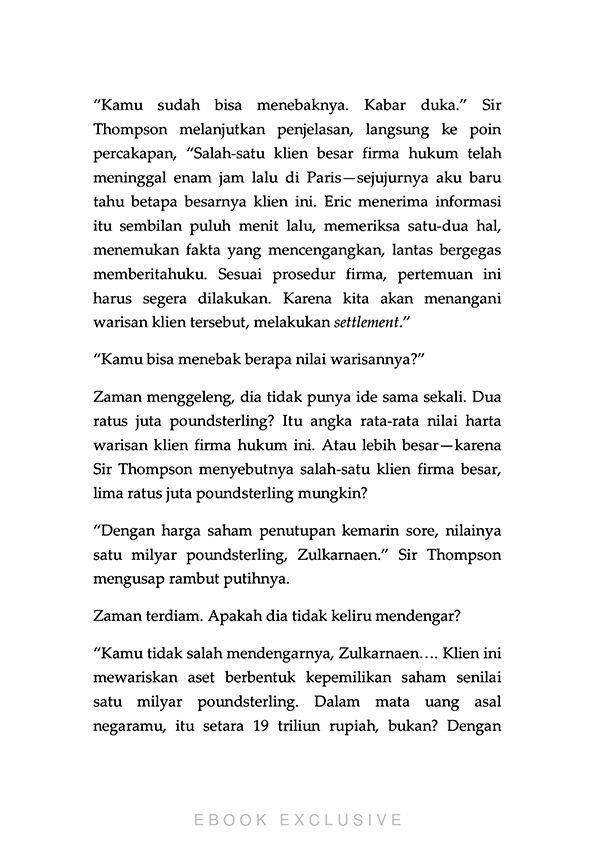 “Kamu sudah bisa menebaknya. Kabar duka.” Sir
Thompson melanjutkan penjelasan, langsung ke poin
percakapan, “Salah-satu klien besar firma hukum telah
meninggal enam jam lalu di Paris—sejujurnya aku baru
tahu betapa besarnya klien ini. Eric menerima informasi
itu sembilan puluh menit lalu, memeriksa satu-dua hal,
menemukan fakta yang mencengangkan, lantas bergegas
memberitahuku. Sesuai prosedur firma, pertemuan ini
harus segera dilakukan. Karena kita akan menangani
warisan klien tersebut, melakukan settlement.”
“Kamu bisa menebak berapa nilai warisannya?”
Zaman menggeleng, dia tidak punya ide sama sekali. Dua
ratus juta poundsterling? Itu angka rata-rata nilai harta
warisan klien firma hukum ini. Atau lebih besar—karena
Sir Thompson menyebutnya salah-satu klien firma besar,
lima ratus juta poundsterling mungkin?
“Dengan harga saham penutupan kemarin sore, nilainya
satu milyar poundsterling, Zulkarnaen.” Sir Thompson
mengusap rambut putihnya.
Zaman terdiam. Apakah dia tidak keliru mendengar?
“Kamu tidak salah mendengarnya, Zulkarnaen…. Klien ini
mewariskan aset berbentuk kepemilikan saham senilai
satu milyar poundsterling. Dalam mata uang asal
negaramu, itu setara 19 triliun rupiah, bukan? Dengan
EBOOK EXCLUSIVE